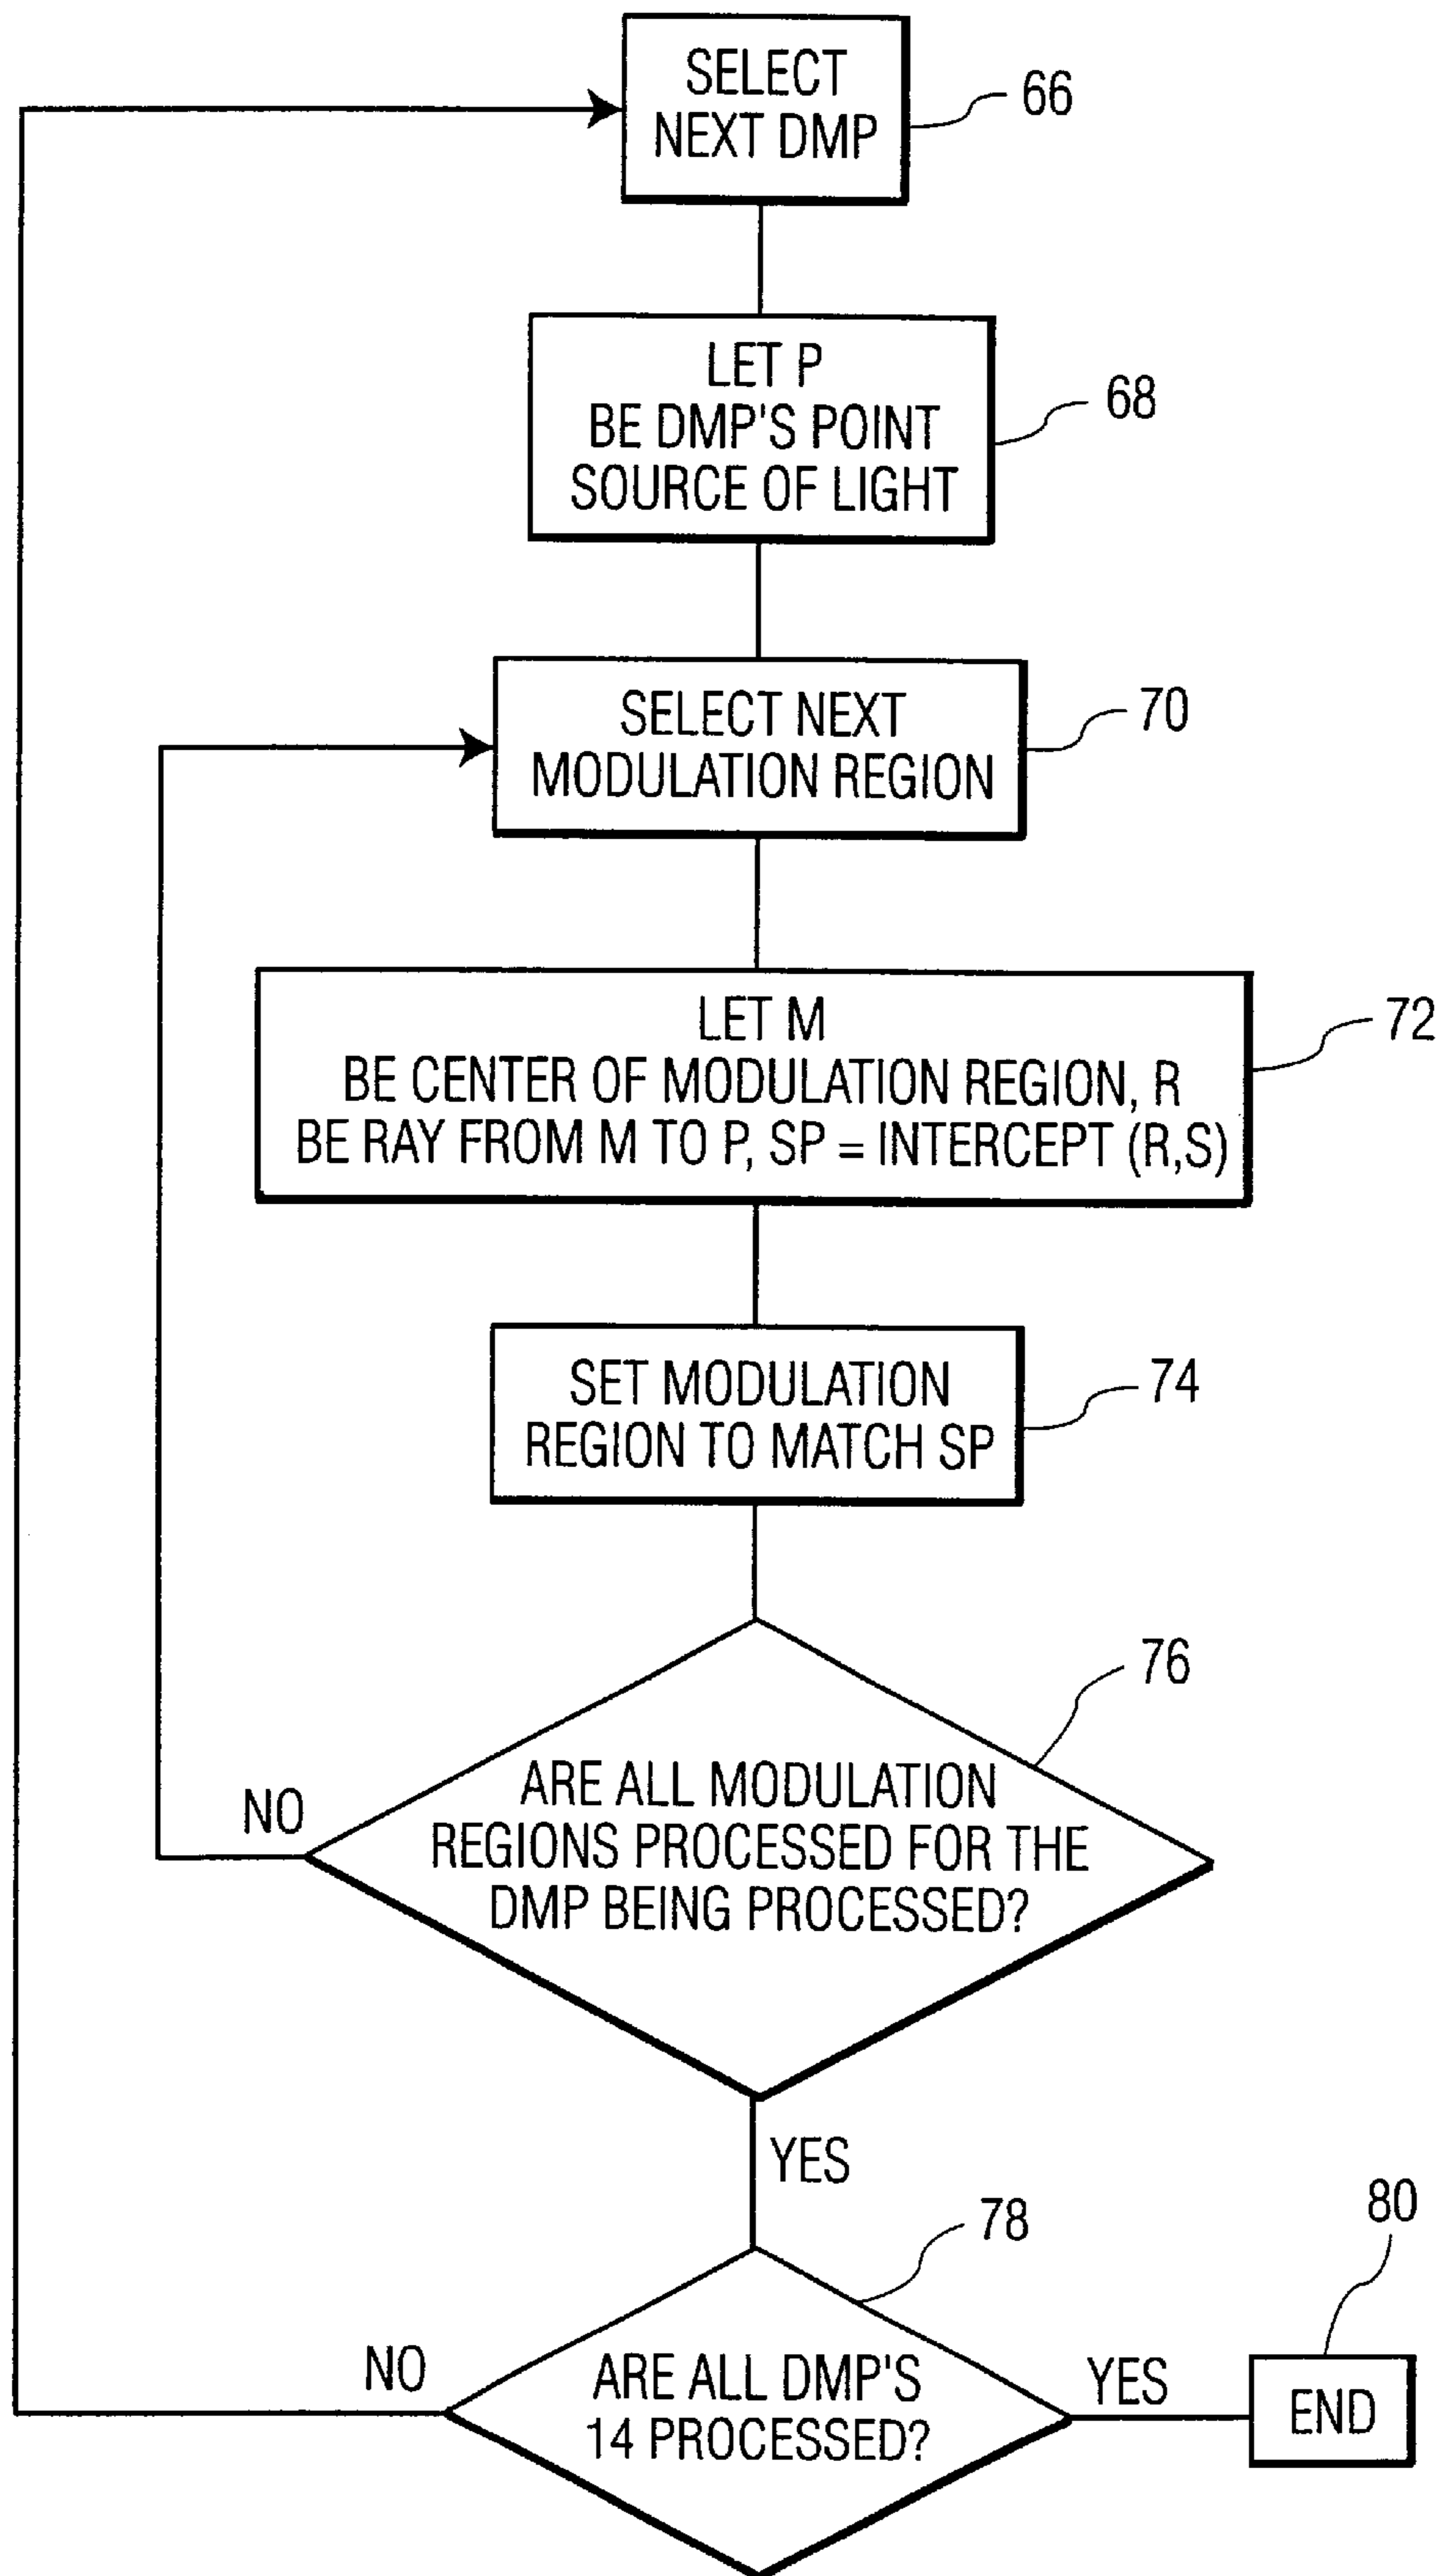 SELECT
NEXT DMP
66
LET P
BE DMP'S POINT
SOURCE OF LIGHT
68
SELECT NEXT
MODULATION REGION
70
LET M
BE CENTER OF MODULATION REGION, R
BE RAY FROM M TO P, SP = INTERCEPT (R,S)
72
SET MODULATION
REGION TO MATCH SP
74
76
ARE ALL MODULATION
REGIONS PROCESSED FOR THE
DMP BEING PROCESSED?
NO
YES
78
80
ARE ALL DMP'S
14 PROCESSED?
NO
YES
END